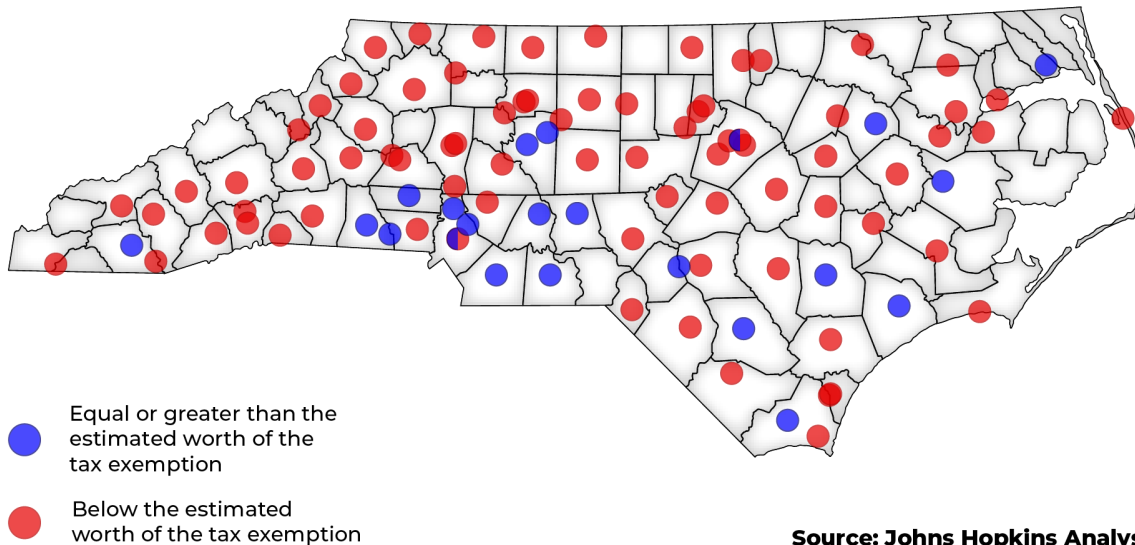 Equal or greater than the
estimated worth of the
tax exemption
Below the estimated
worth of the tax exemption
Source: Johns Hopkins Analys